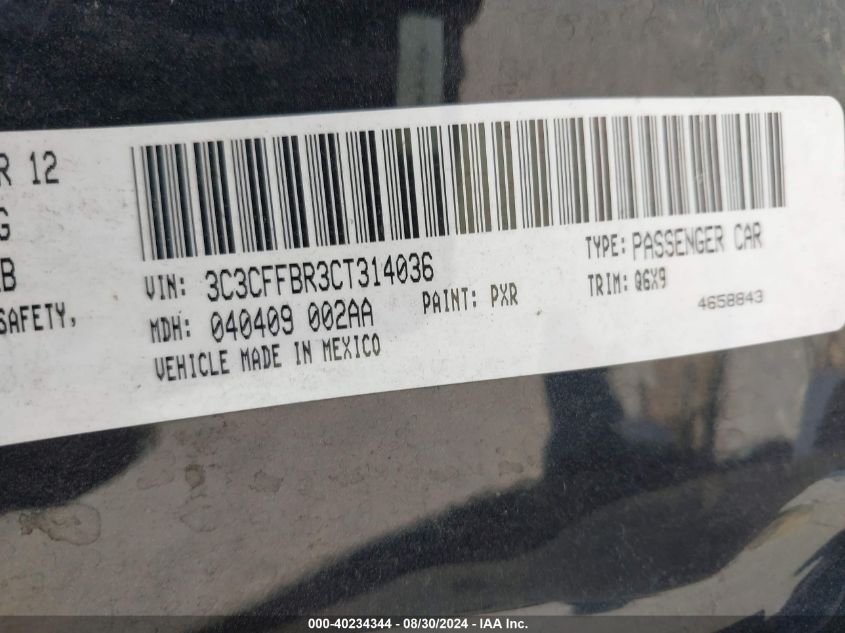 R 12
G
B
SAFETY,
VIN: 3C3CFFBR3CT314036
TYPE: PASSENGER CAR
MDH: 040409 002AA
PAINT: PXR
TRIM: Q6X9
VEHICLE MADE IN MEXICO
4658843
000-40234344 - 08/30/2024 - IAA Inc.